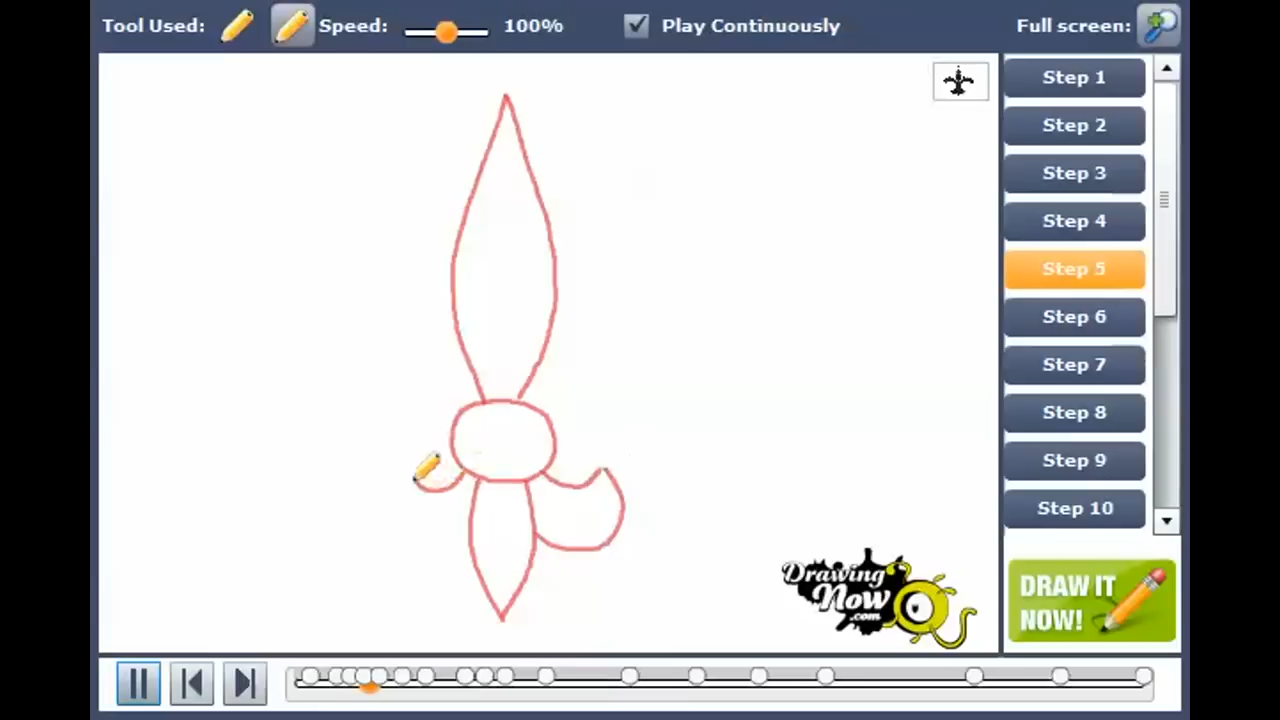 Tool Used: Speed: 100% Play Continuously Full screen:
Step 1
Step 2
Step 3
Step 4
Step 5
Step 6
Step 7
Step 8
Step 9
Step 10
Drawing
Now
.com
DRAW IT
NOW!